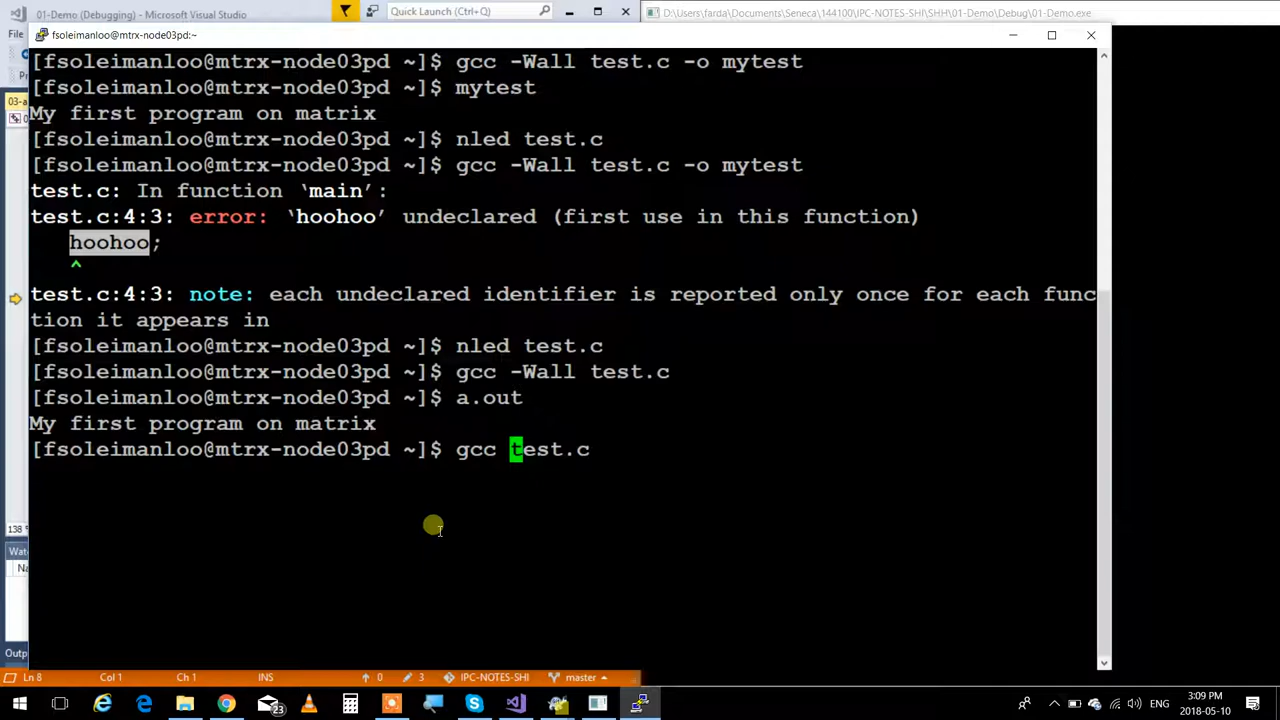 01-Demo (Debugging) - Microsoft Visual Studio
Quick Launch (Ctrl+Q)
D:\Users\farda\Documents\Seneca\144100\IPC-NOTES-SHI\SHH\01-Demo\Debug\01-Demo.exe
File
fsoleimanloo@mtrx-node03pd:~
[fsoleimanloo@mtrx-node03pd ~]$ gcc -Wall test.c -o mytest
[fsoleimanloo@mtrx-node03pd ~]$ mytest
My first program on matrix
[fsoleimanloo@mtrx-node03pd ~]$ nled test.c
[fsoleimanloo@mtrx-node03pd ~]$ gcc -Wall test.c -o mytest
test.c: In function ‘main’:
test.c:4:3: error: ‘hoohoo’ undeclared (first use in this function)
hoohoo;
^
test.c:4:3: note: each undeclared identifier is reported only once for each func
tion it appears in
[fsoleimanloo@mtrx-node03pd ~]$ nled test.c
[fsoleimanloo@mtrx-node03pd ~]$ gcc -Wall test.c
[fsoleimanloo@mtrx-node03pd ~]$ a.out
My first program on matrix
[fsoleimanloo@mtrx-node03pd ~]$ gcc test.c
138 %
Outp
Ln 8 Col 1 Ch 1 INS 0 3 IPC-NOTES-SHI master
23
ENG
3:09 PM
2018-05-10